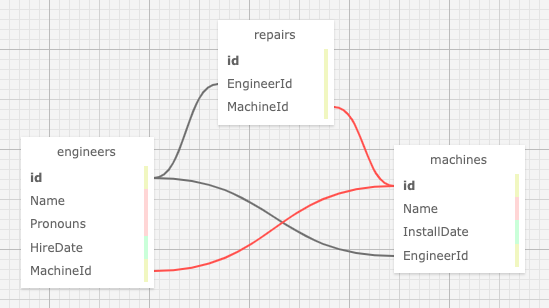 repairs
id
EngineerId
MachineId
engineers
id
Name
Pronouns
HireDate
MachineId
machines
id
Name
InstallDate
EngineerId